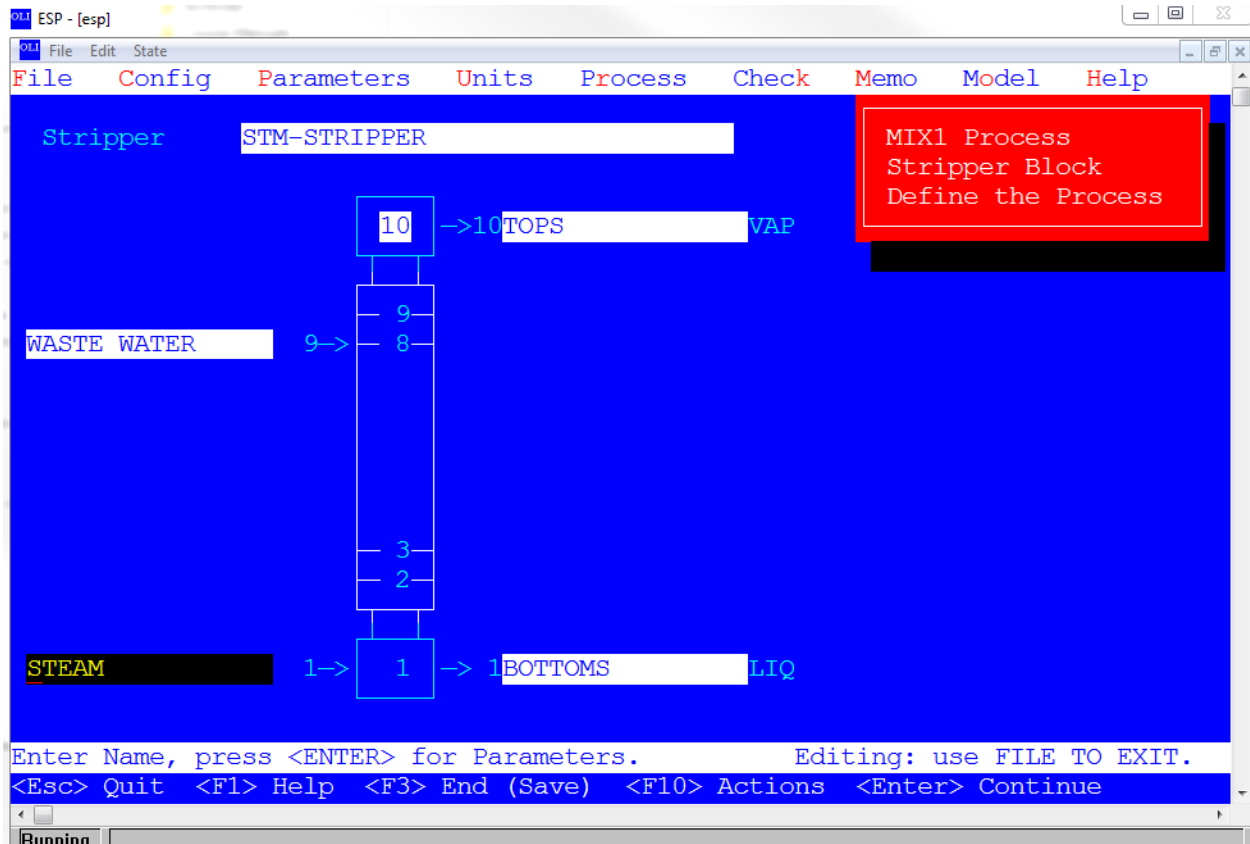 OLI ESP - [esp]
OLI File Edit State
File Config Parameters Units Process Check Memo Model Help
Stripper STM-STRIPPER
MIX1 Process
Stripper Block
Define the Process
10 —>10 TOPS VAP
9
WASTE WATER 9—> 8
3
2
STEAM 1—> 1 —> 1 BOTTOMS LIQ
Enter Name, press <ENTER> for Parameters. Editing: use FILE TO EXIT.
<Esc> Quit <F1> Help <F3> End (Save) <F10> Actions <Enter> Continue
Running